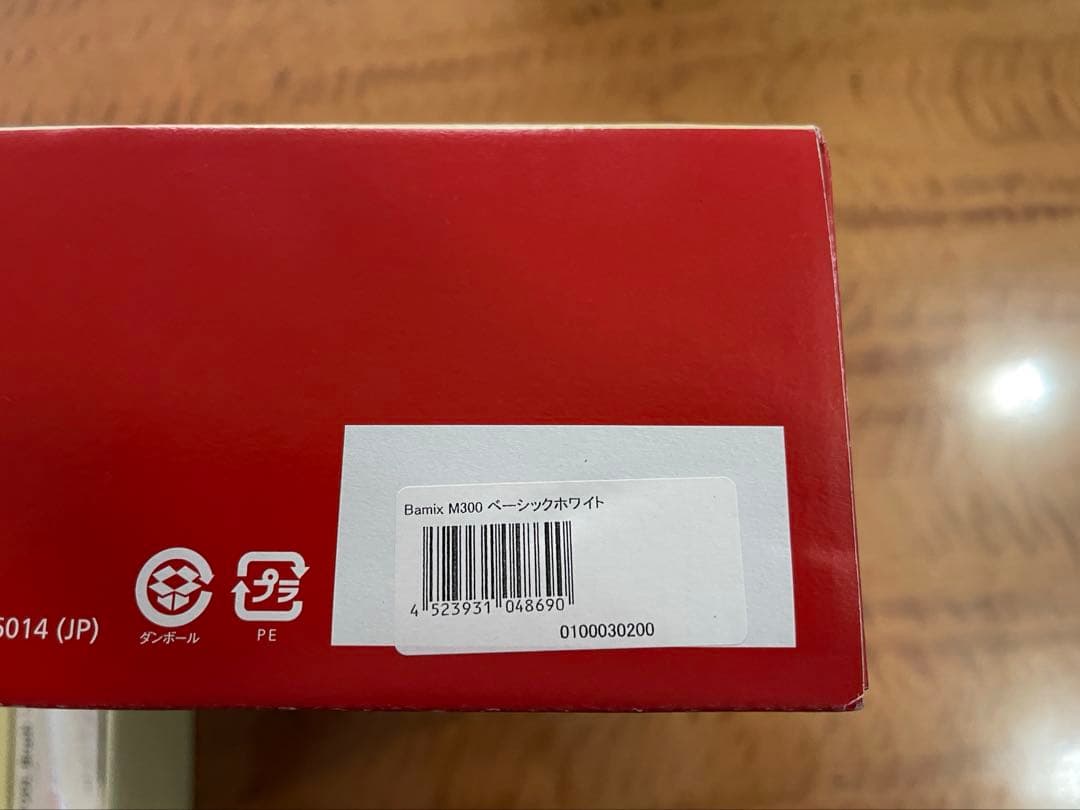 Bamix M300 ベーシックホワイト
4 523931 048690
0100030200
5014 (JP)
ダンボール
プラ
PE